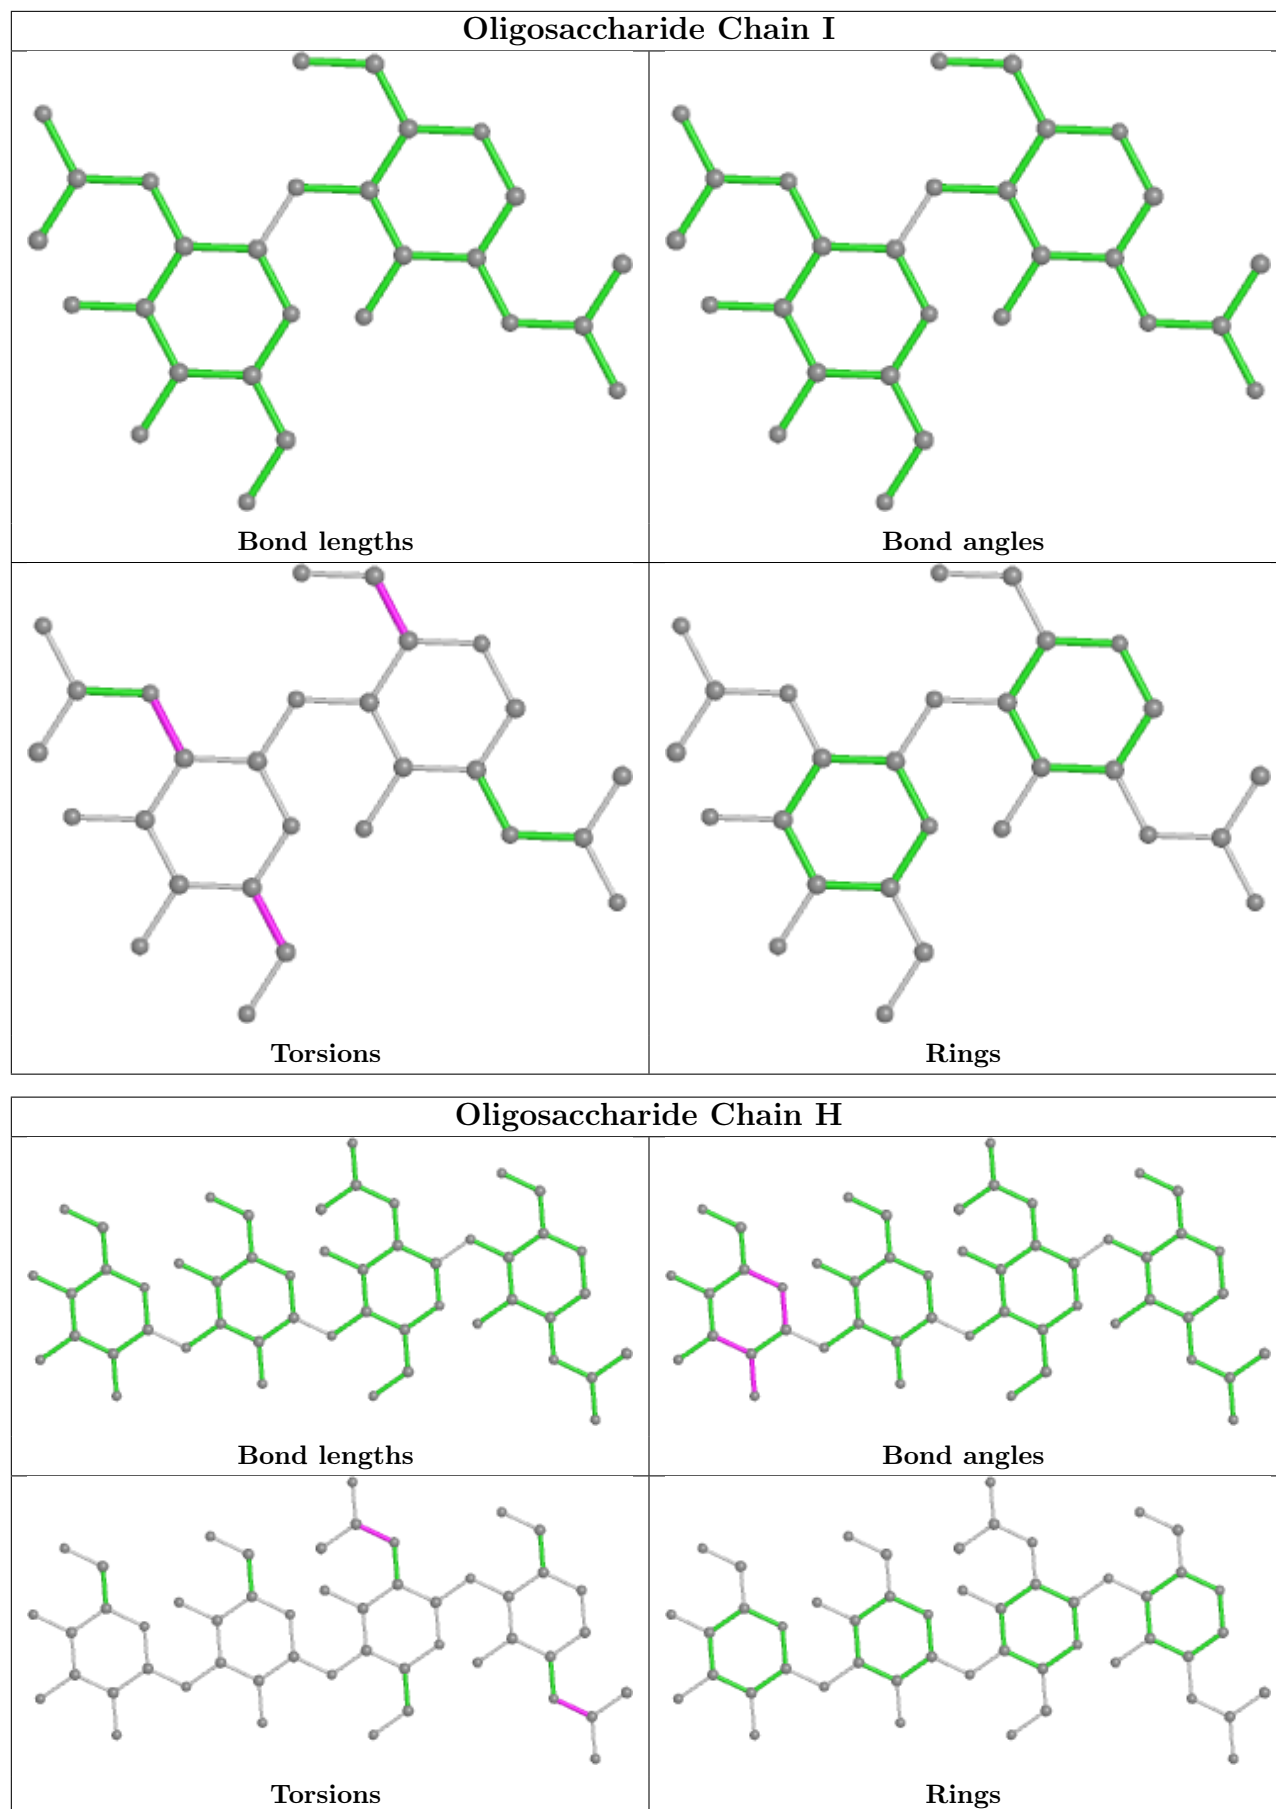 Oligosaccharide Chain I
Bond lengths
Bond angles
Torsions
Rings
Oligosaccharide Chain H
Bond lengths
Bond angles
Torsions
Rings